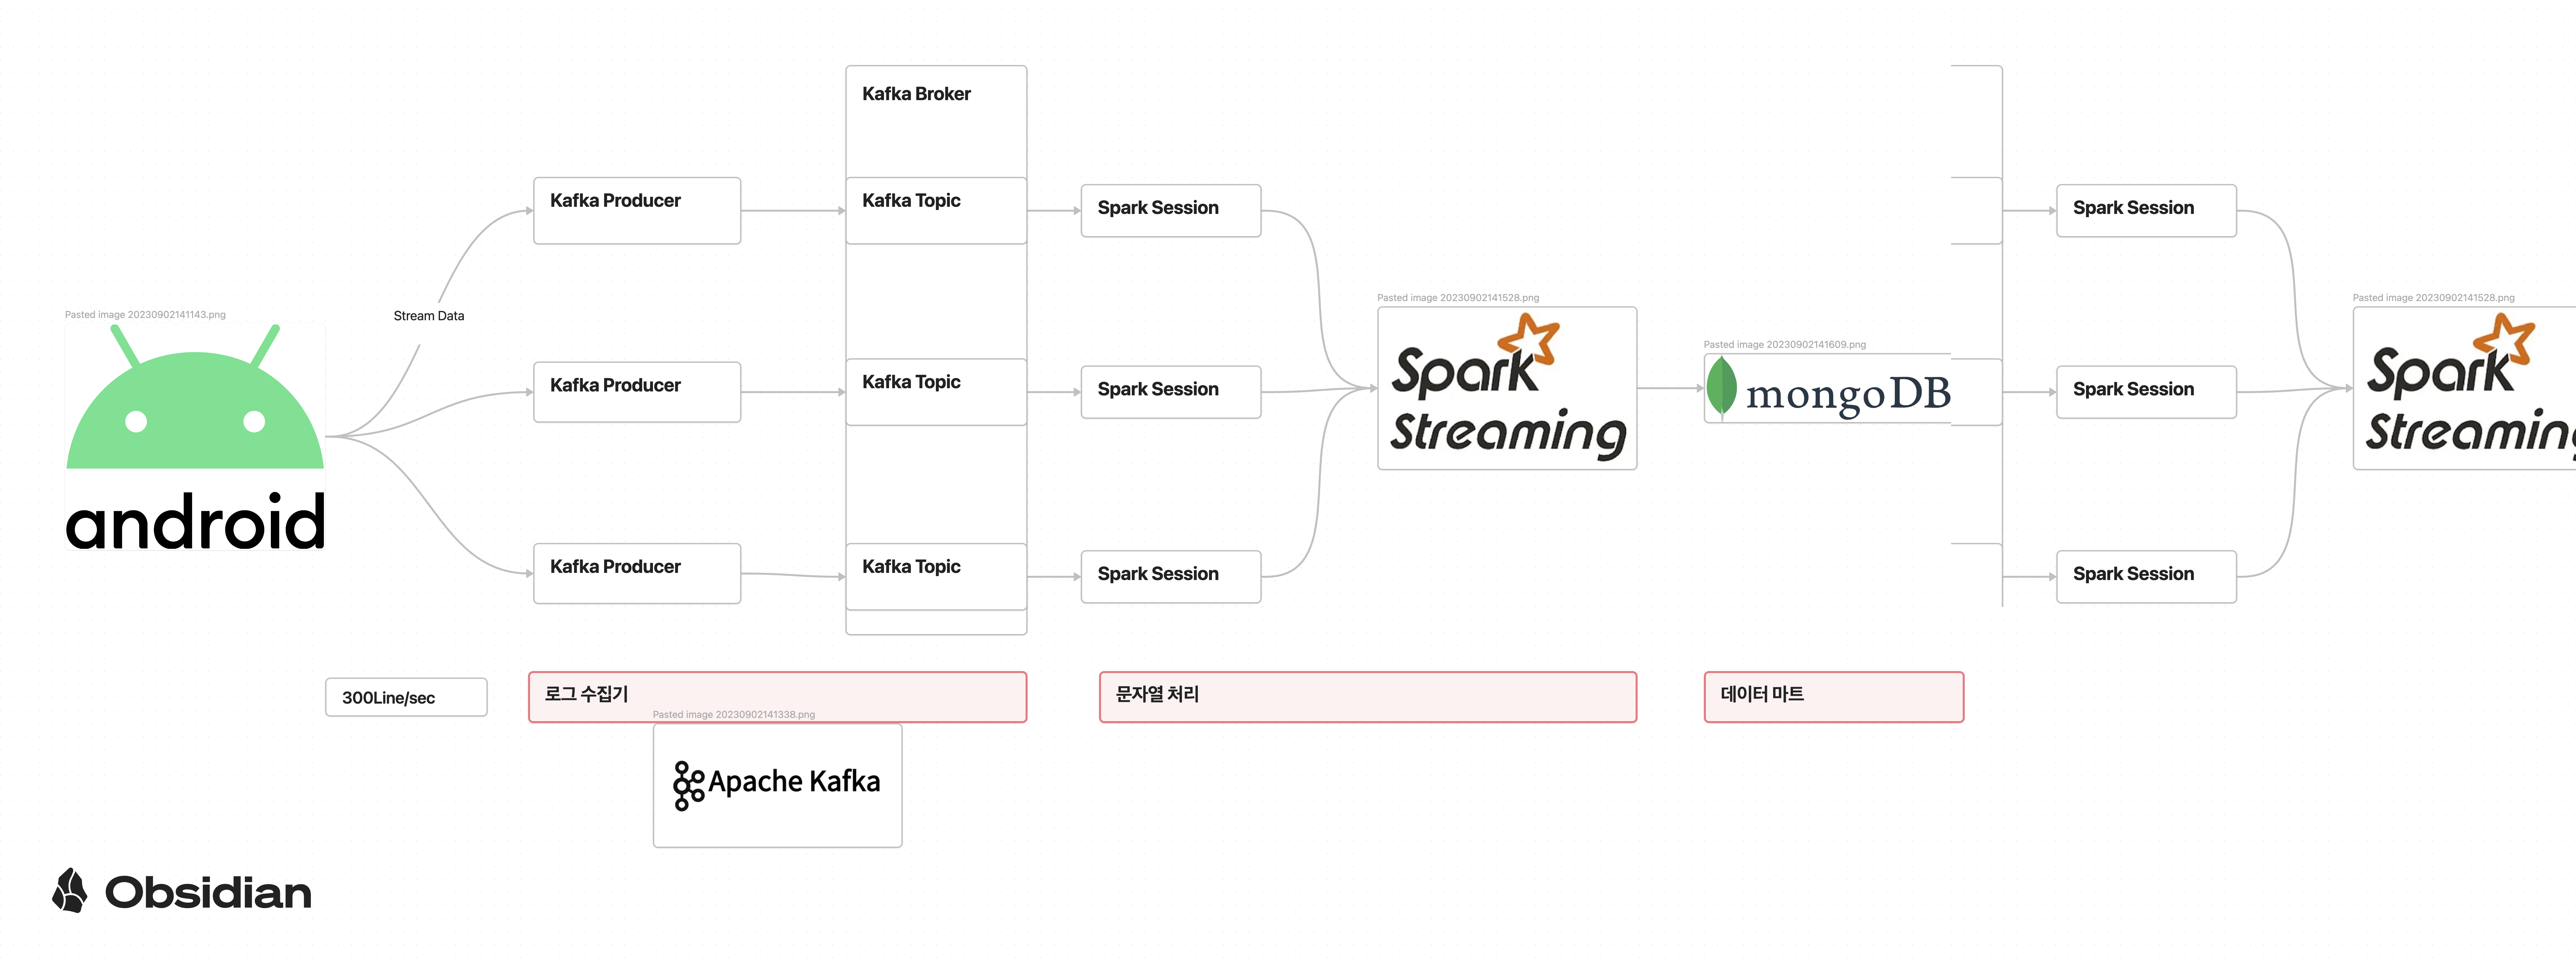 Kafka Broker
Kafka Producer
Kafka Topic
Spark Session
Spark Session
Stream Data
Pasted image 20230902141143.png
android
Pasted image 20230902141528.png
Spark
Streaming
Pasted image 20230902141609.png
mongoDB
Pasted image 20230902141528.png
Spark
Streaming
Kafka Producer
Kafka Topic
Spark Session
Spark Session
Kafka Producer
Kafka Topic
Spark Session
Spark Session
300Line/sec
로그 수집기
문자열 처리
데이터 마트
Pasted image 20230902141338.png
Apache Kafka
Obsidian